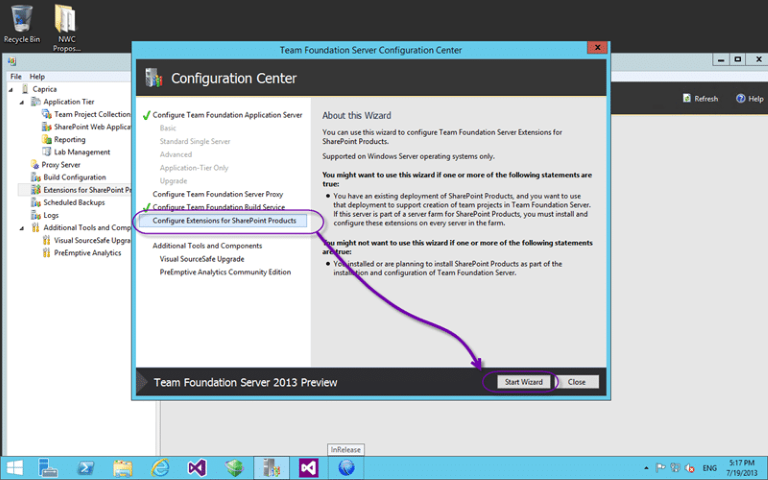 Recycle Bin
NWC
Propos...
Team Foundation Server Configuration Center
File Help
Caprica
Application Tier
Team Project Collection
SharePoint Web Applica
Reporting
Lab Management
Proxy Server
Build Configuration
Extensions for SharePoint Pr
Scheduled Backups
Logs
Additional Tools and Components
Visual SourceSafe Upgra
PreEmptive Analytics
Refresh
Help
Configuration Center
Configure Team Foundation Application Server
Basic
Standard Single Server
Advanced
Application-Tier Only
Upgrade
Configure Team Foundation Server Proxy
Configure Team Foundation Build Service
Configure Extensions for SharePoint Products
Additional Tools and Components
Visual SourceSafe Upgrade
PreEmptive Analytics Community Edition
About this Wizard
You can use this wizard to configure Team Foundation Server Extensions for
SharePoint Products.
Supported on Windows Server operating systems only.
You might want to use this wizard if one or more of the following statements are
true:
You have an existing deployment of SharePoint Products, and you want to use
that deployment to support creation of team projects in Team Foundation Server.
If this server is part of a server farm for SharePoint Products, you must install and
configure these extensions on every server in the farm.
You might not want to use this wizard if one or more of the following statements
are true:
You installed or are planning to install SharePoint Products as part of the
installation and configuration of Team Foundation Server.
Team Foundation Server 2013 Preview
Start Wizard
Close
InRelease
ENG
5:17 PM
7/19/2013